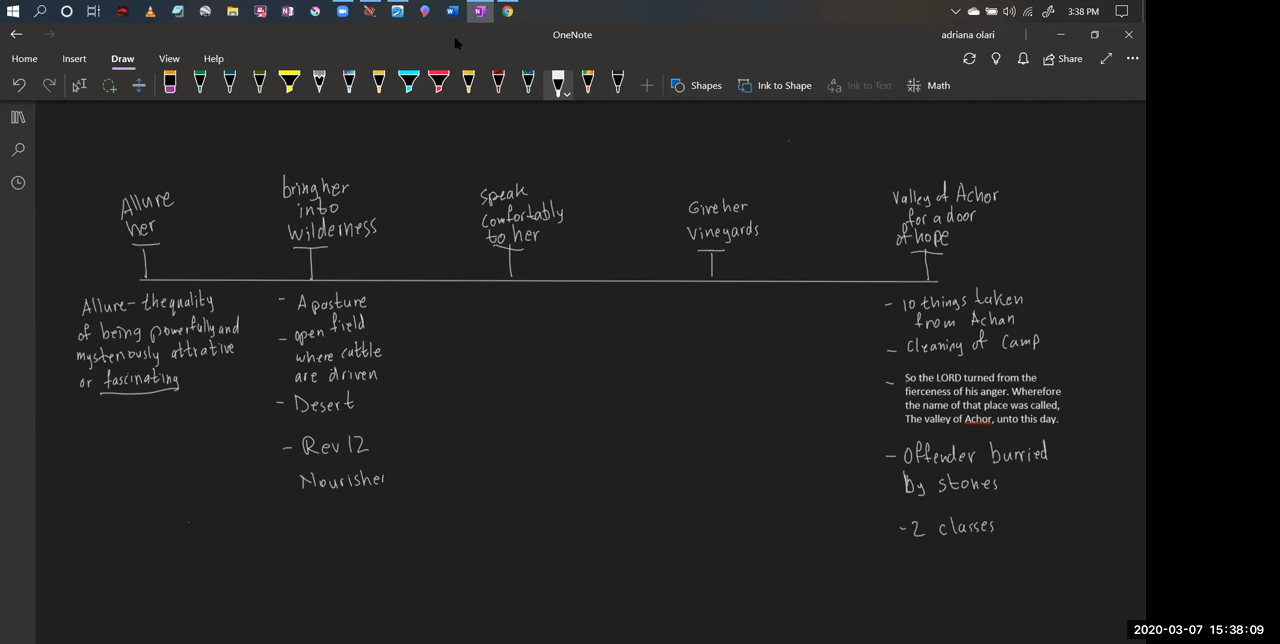 3:38 PM
OneNote
adriana olari
Home
Insert
Draw
View
Help
Share
Shapes
Ink to Shape
Ink to Text
Math
Allure
her
bring her
into
wilderness
speak
comfortably
to her
Give her
vineyards
Valley of Achor
for a door
of hope
Allure - the quality
of being powerfully and
mysteriously attrative
or fascinating
- A pasture
- open field
where cattle
are driven
- Desert
- Rev 12
Nourisher
- 10 things taken
from Achan
- Cleaning of Camp
- So the LORD turned from the
fierceness of his anger. Wherefore
the name of that place was called,
The valley of Achor, unto this day.
- Offender burried
by stones
- 2 classes
2020-03-07 15:38:09